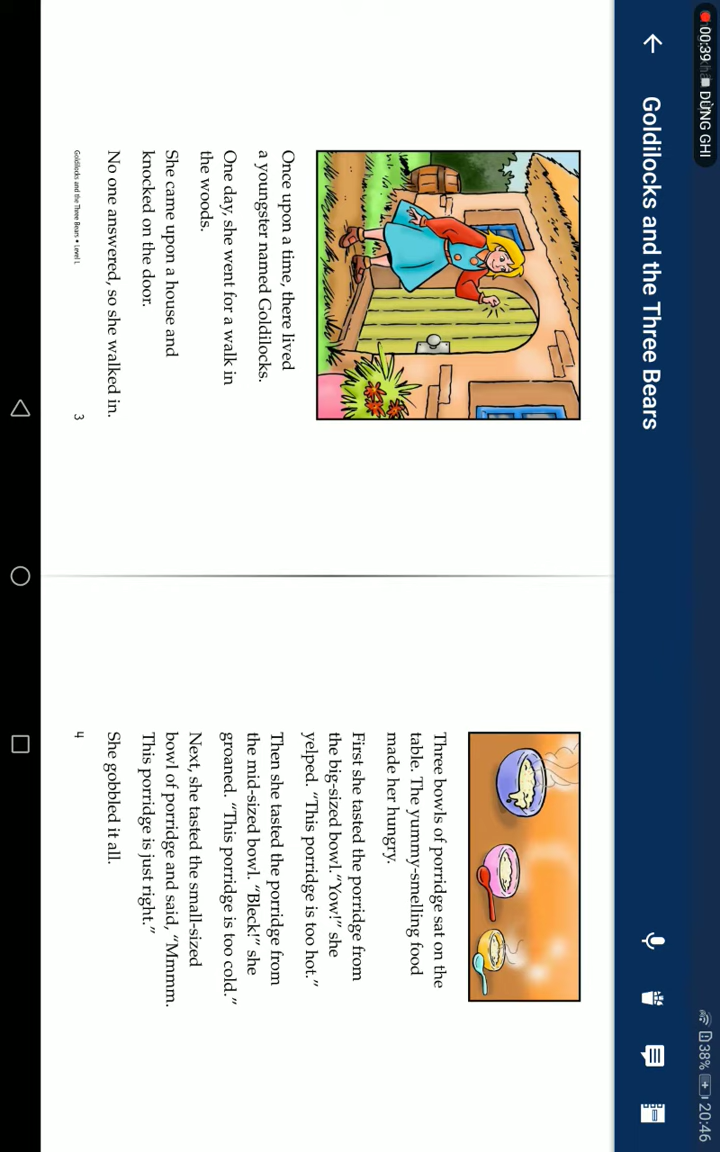 00:39
DỪNG GHI
38%
20:46
Goldilocks and the Three Bears
Once upon a time, there lived
a youngster named Goldilocks.
One day, she went for a walk in
the woods.
She came upon a house and
knocked on the door.
No one answered, so she walked in.
Goldilocks and the Three Bears • Level L
3
Three bowls of porridge sat on the
table. The yummy-smelling food
made her hungry.
First she tasted the porridge from
the big-sized bowl. “Yow!” she
yelped. “This porridge is too hot.”
Then she tasted the porridge from
the mid-sized bowl. “Bleck!” she
groaned. “This porridge is too cold.”
Next, she tasted the small-sized
bowl of porridge and said, “Mmmm.
This porridge is just right.”
She gobbled it all.
4